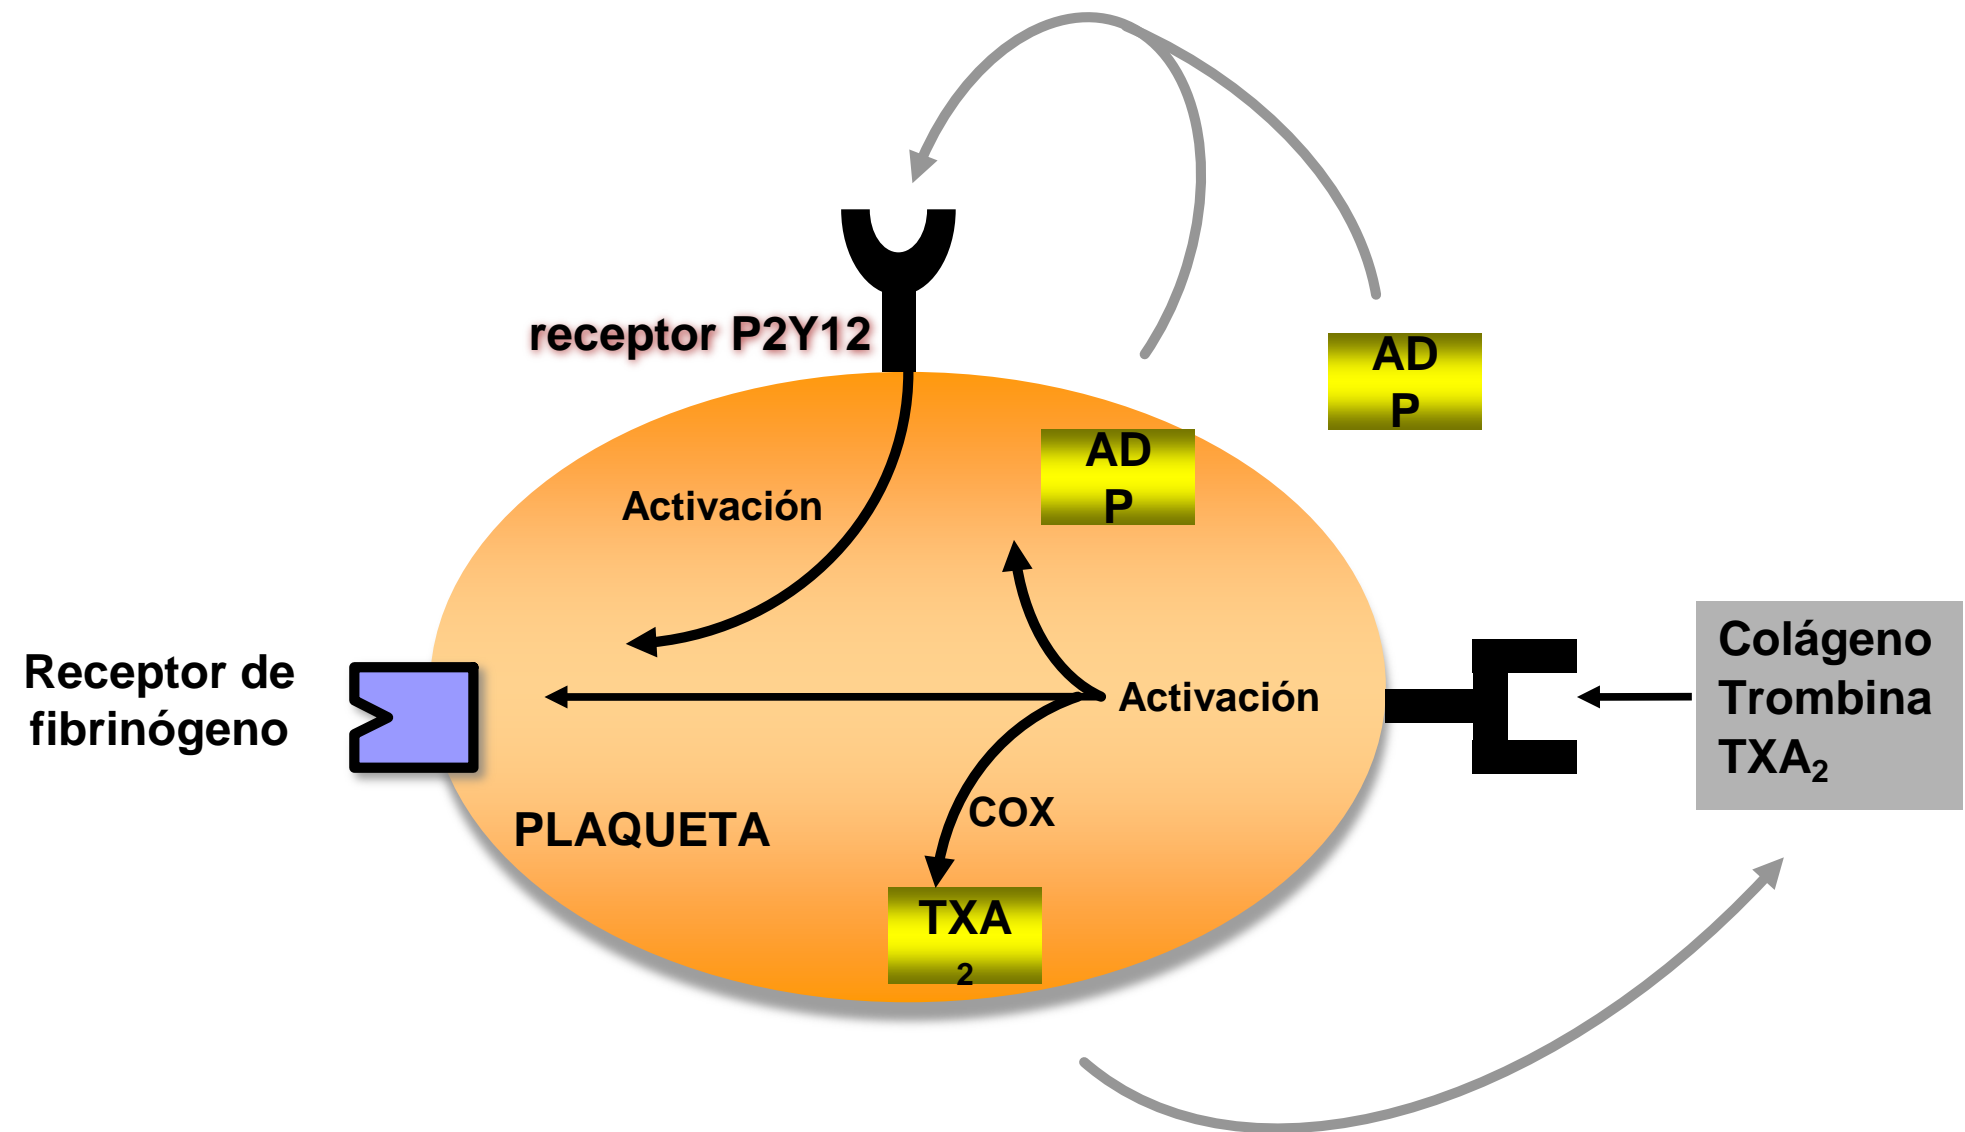 receptor P2Y12
AD
P
AD
P
Activación
Receptor de
fibrinógeno
Activación
Colágeno
Trombina
TXA₂
PLAQUETA
COX
TXA
2